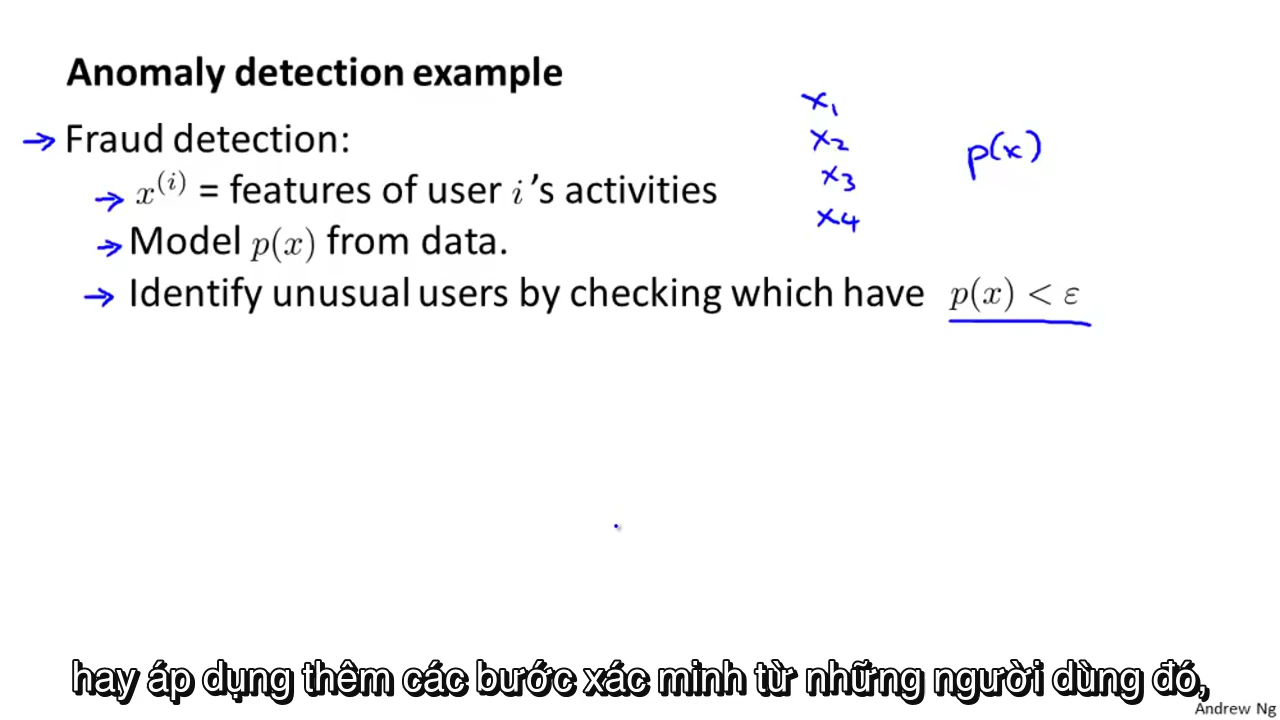 Anomaly detection example
→ Fraud detection:
→ x⁽ⁱ⁾ = features of user i's activities
→ Model p(x) from data.
→ Identify unusual users by checking which have p(x) < ε
x₁
x₂
x₃
x₄
p(x)
hay áp dụng thêm các bước xác minh từ những người dùng đó,
Andrew Ng